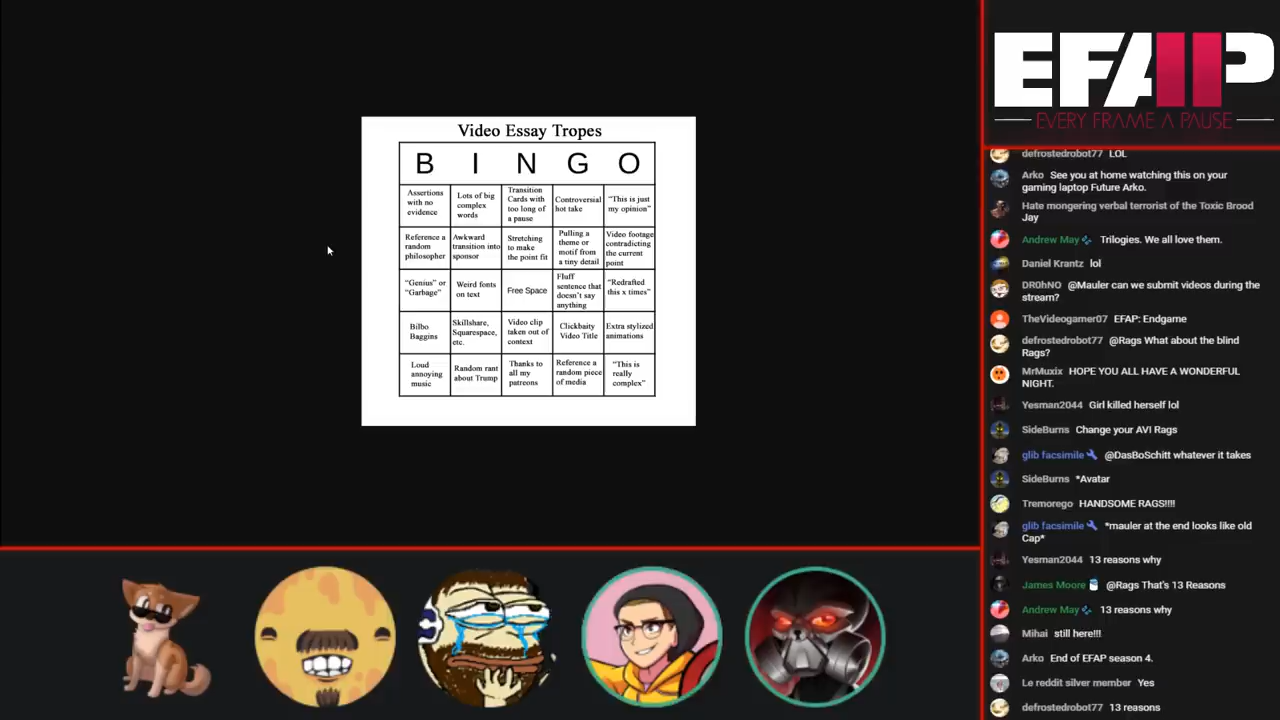 Video Essay Tropes
B I N G O
Assertions
with no
evidence
Lots of big
complex
words
Transition
Cards with
too long of
a pause
Controversial
hot take
“This is just
my opinion”
Reference a
random
philosopher
Awkward
transition into
sponsor
Stretching
to make
the point fit
Pulling a
theme or
motif from
a tiny detail
Video footage
contradicting
the current
point
“Genius” or
“Garbage”
Weird fonts
on text
Free Space
Fluff
sentence that
doesn’t say
anything
“Redrafted
this x times”
Bilbo
Baggins
Skillshare,
Squarespace,
etc.
Video clip
taken out of
context
Clickbaity
Video Title
Extra stylized
animations
Loud
annoying
music
Random rant
about Trump
Thanks to
all my
patreons
Reference a
random piece
of media
“This is
really
complex”
EFAP
EVERY FRAME A PAUSE
defrostedrobot77 LOL
Arko See you at home watching this on your
gaming laptop Future Arko.
Hate mongering verbal terrorist of the Toxic Brood
Jay
Andrew May Trilogies. We all love them.
Daniel Krantz lol
DR0hNO @Mauler can we submit videos during the
stream?
TheVideogamer07 EFAP: Endgame
defrostedrobot77 @Rags What about the blind
Rags?
MrMuxix HOPE YOU ALL HAVE A WONDERFUL
NIGHT.
Yesman2044 Girl killed herself lol
SideBurns Change your AVI Rags
glib facsimile @DasBoSchitt whatever it takes
SideBurns *Avatar
Tremorego HANDSOME RAGS!!!!
glib facsimile *mauler at the end looks like old
Cap*
Yesman2044 13 reasons why
James Moore @Rags That's 13 Reasons
Andrew May 13 reasons why
Mihai still here!!!
Arko End of EFAP season 4.
Le reddit silver member Yes
defrostedrobot77 13 reasons